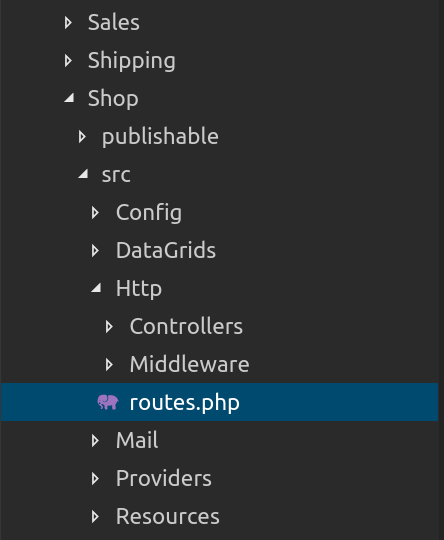 Sales
Shipping
Shop
publishable
src
Config
DataGrids
Http
Controllers
Middleware
routes.php
Mail
Providers
Resources